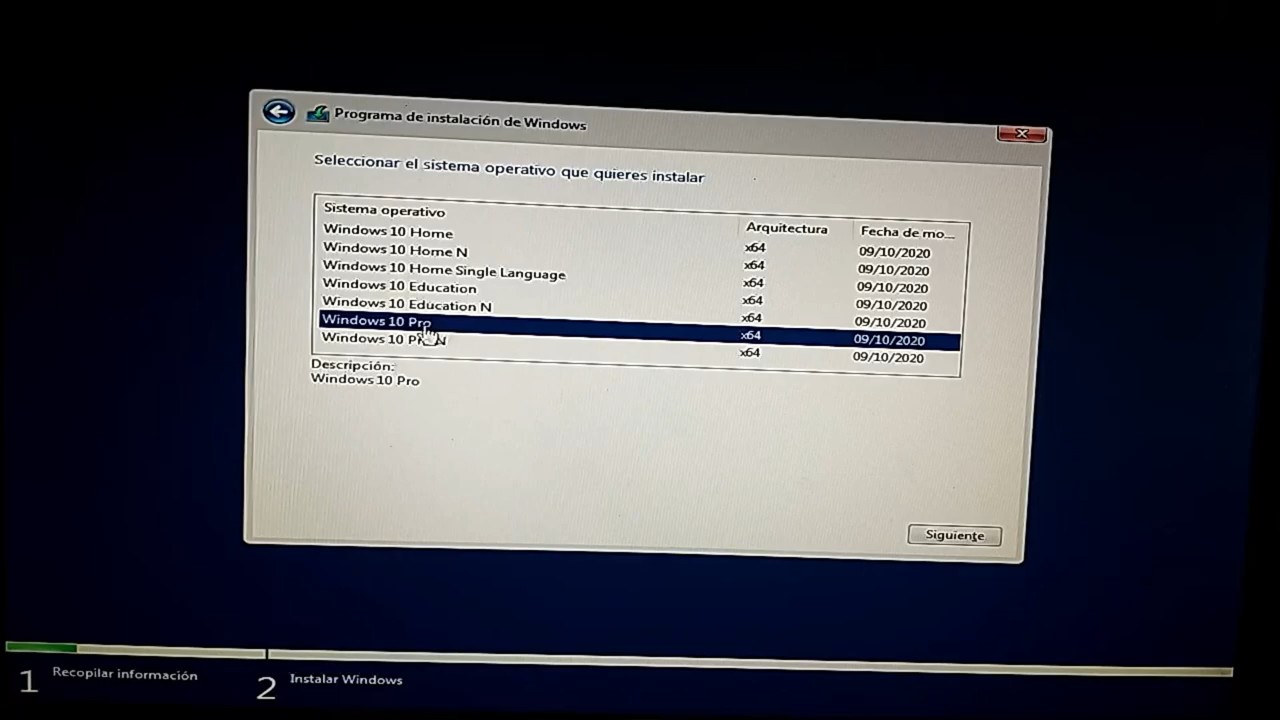 Programa de instalación de Windows
Seleccionar el sistema operativo que quieres instalar
Sistema operativo Arquitectura Fecha de mo...
Windows 10 Home x64 09/10/2020
Windows 10 Home N x64 09/10/2020
Windows 10 Home Single Language x64 09/10/2020
Windows 10 Education x64 09/10/2020
Windows 10 Education N x64 09/10/2020
Windows 10 Pro x64 09/10/2020
Windows 10 Pro N x64 09/10/2020
Descripción:
Windows 10 Pro
Siguiente
1 Recopilar información
2 Instalar Windows